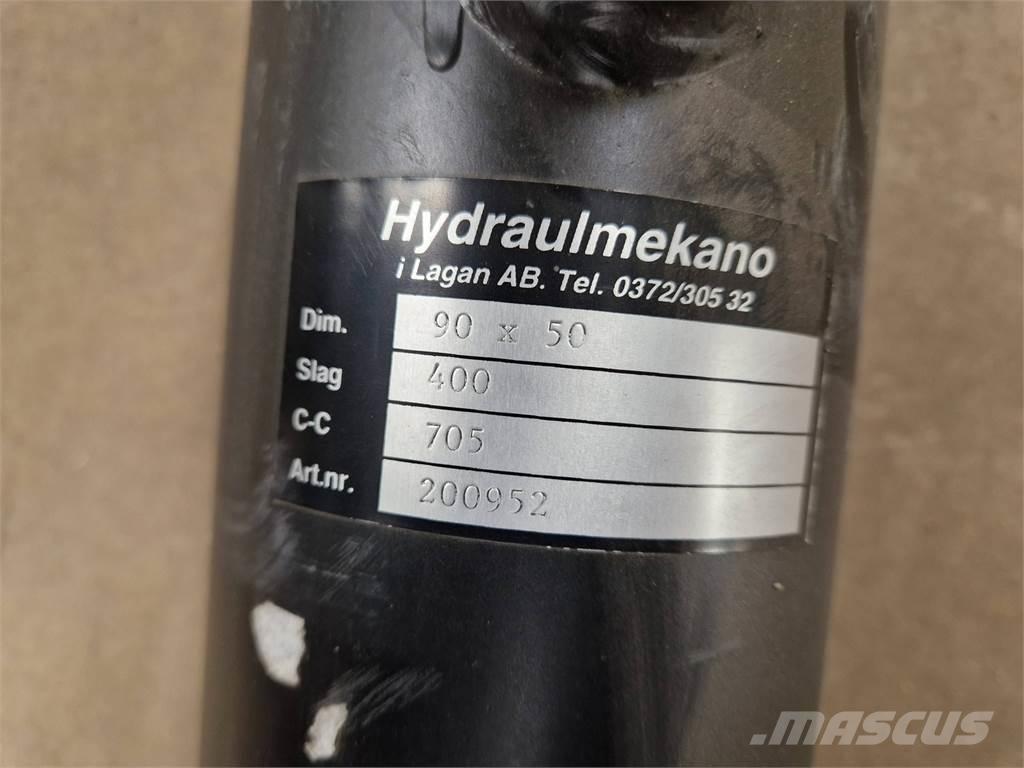 Hydraulmekano
i Lagan AB. Tel. 0372/305 32
Dim. 90 x 50
Slag 400
C-C 705
Art.nr. 200952
MASCUS